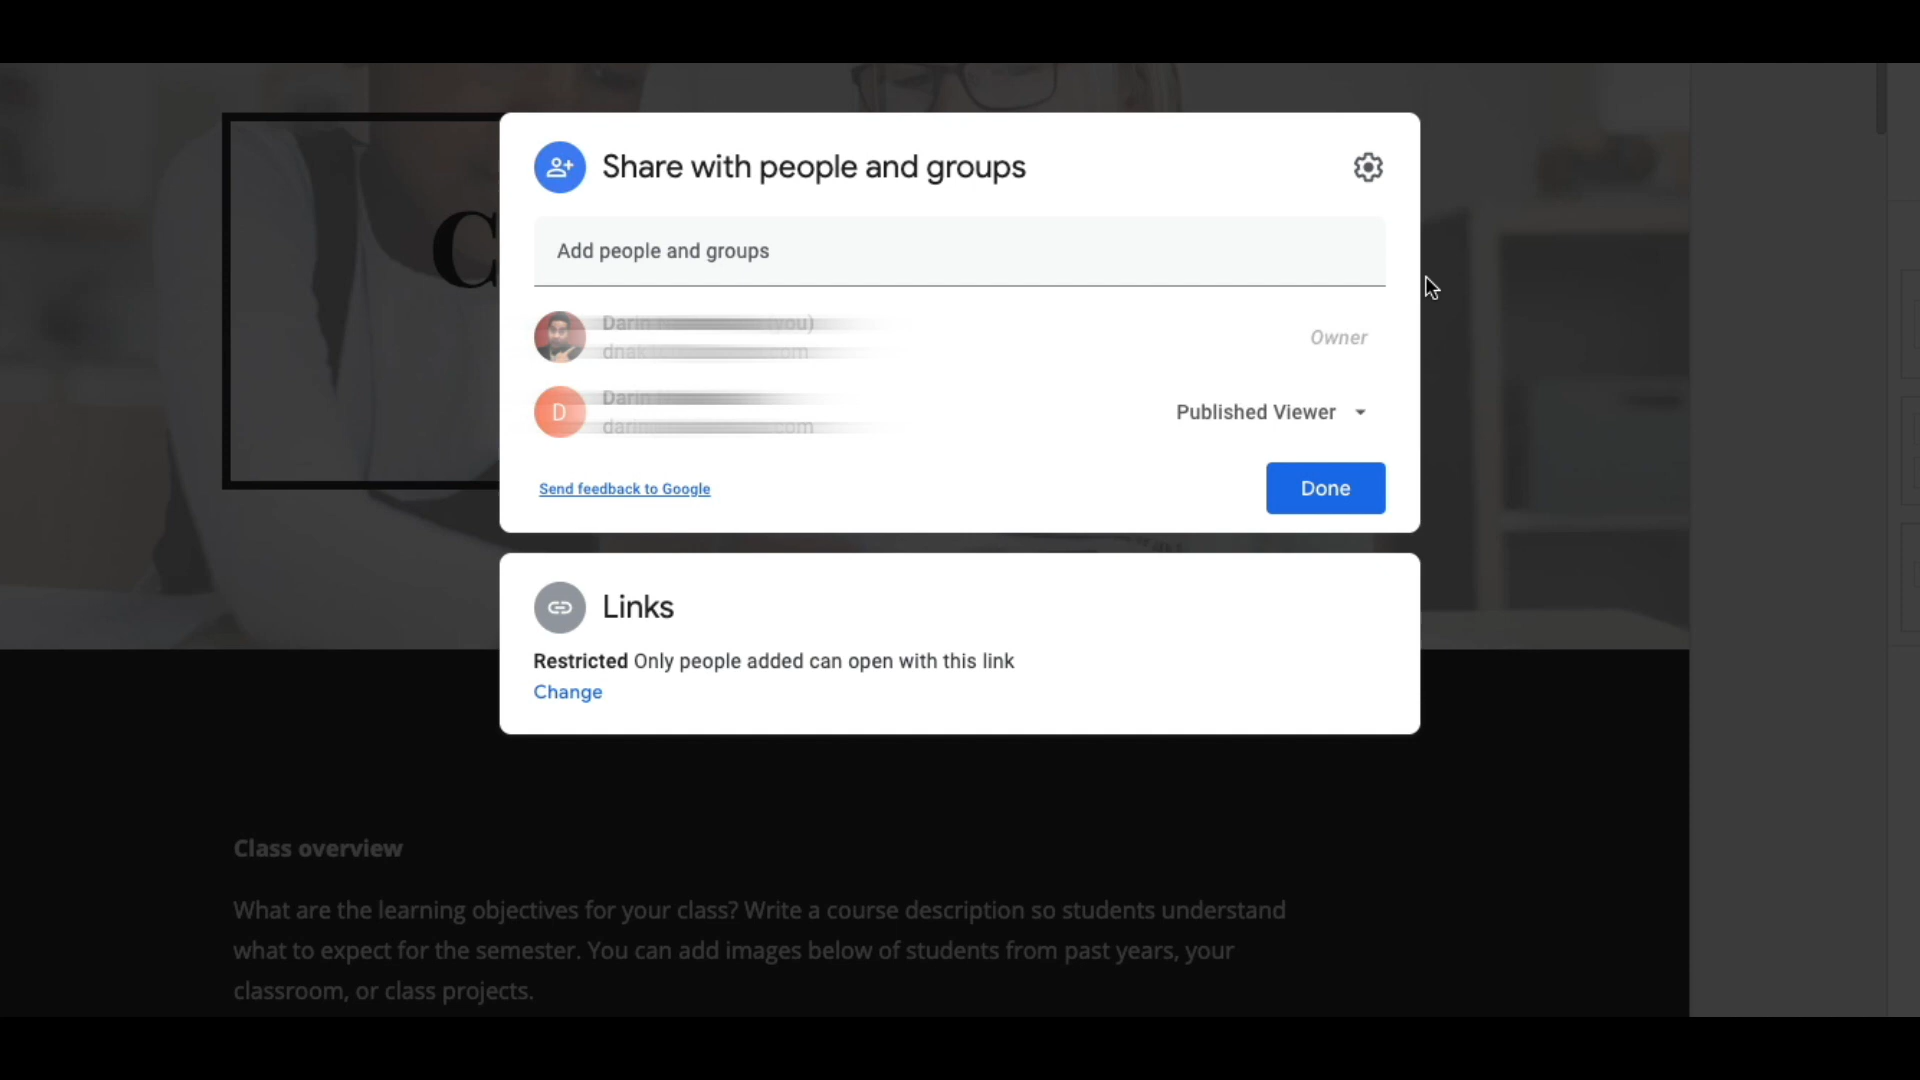 C
Share with people and groups
Add people and groups
Darin (you)
Owner
Darin
Published Viewer
D
Send feedback to Google
Done
Links
Restricted Only people added can open with this link
Change
Class overview
What are the learning objectives for your class? Write a course description so students understand
what to expect for the semester. You can add images below of students from past years, your
classroom, or class projects.